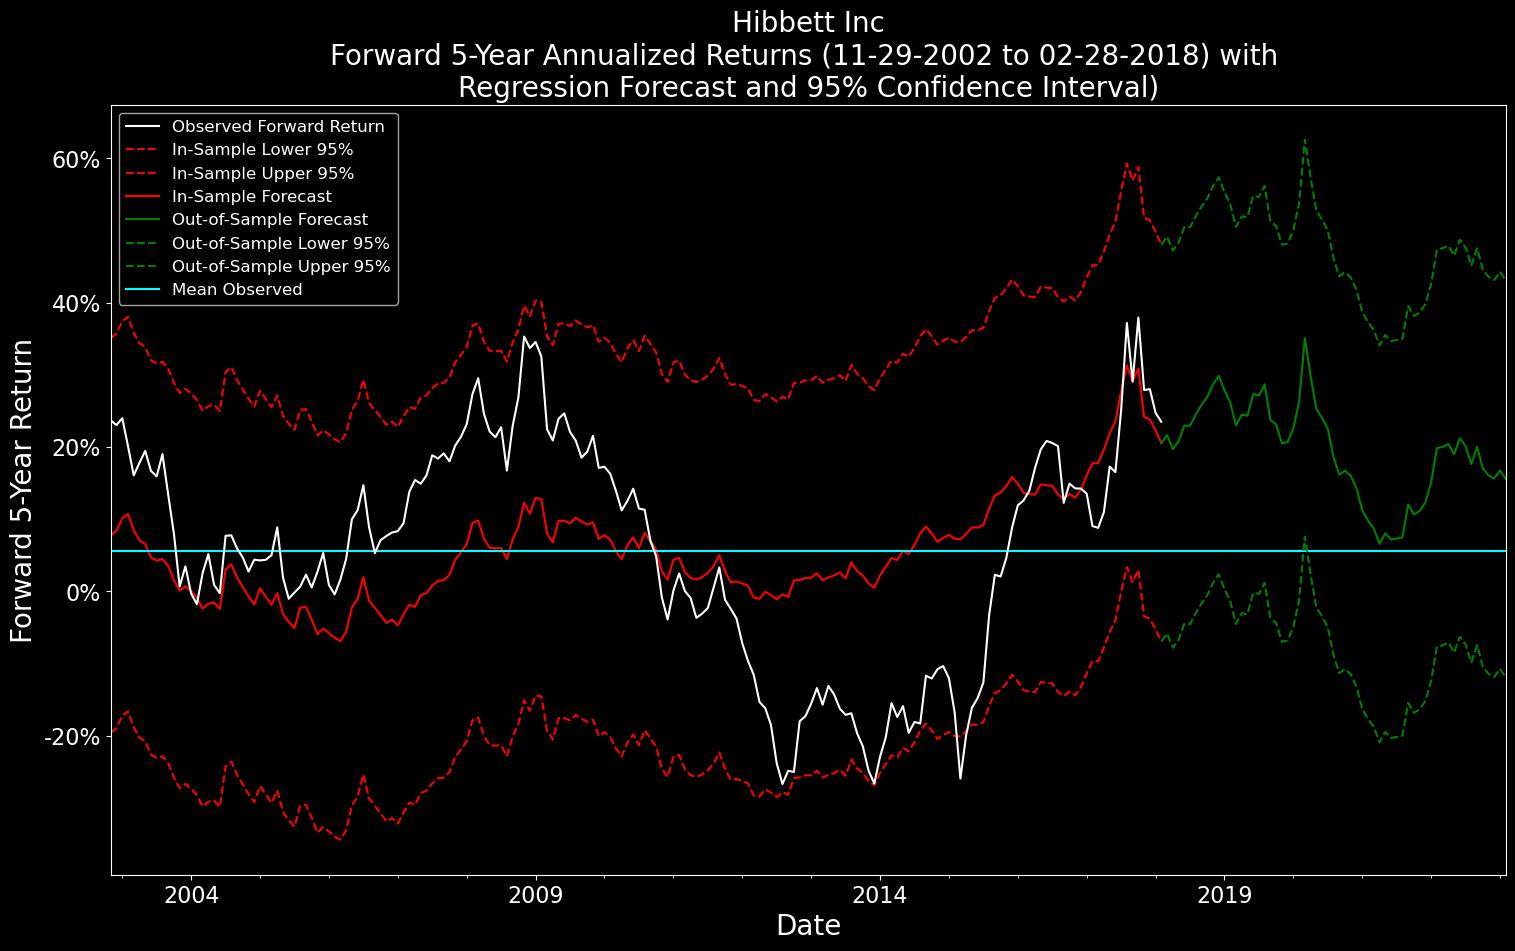 Hibbett Inc
Forward 5-Year Annualized Returns (11-29-2002 to 02-28-2018) with
Regression Forecast and 95% Confidence Interval)
Observed Forward Return
In-Sample Lower 95%
In-Sample Upper 95%
In-Sample Forecast
Out-of-Sample Forecast
Out-of-Sample Lower 95%
Out-of-Sample Upper 95%
Mean Observed
60%
40%
20%
0%
-20%
Forward 5-Year Return
2004
2009
2014
2019
Date